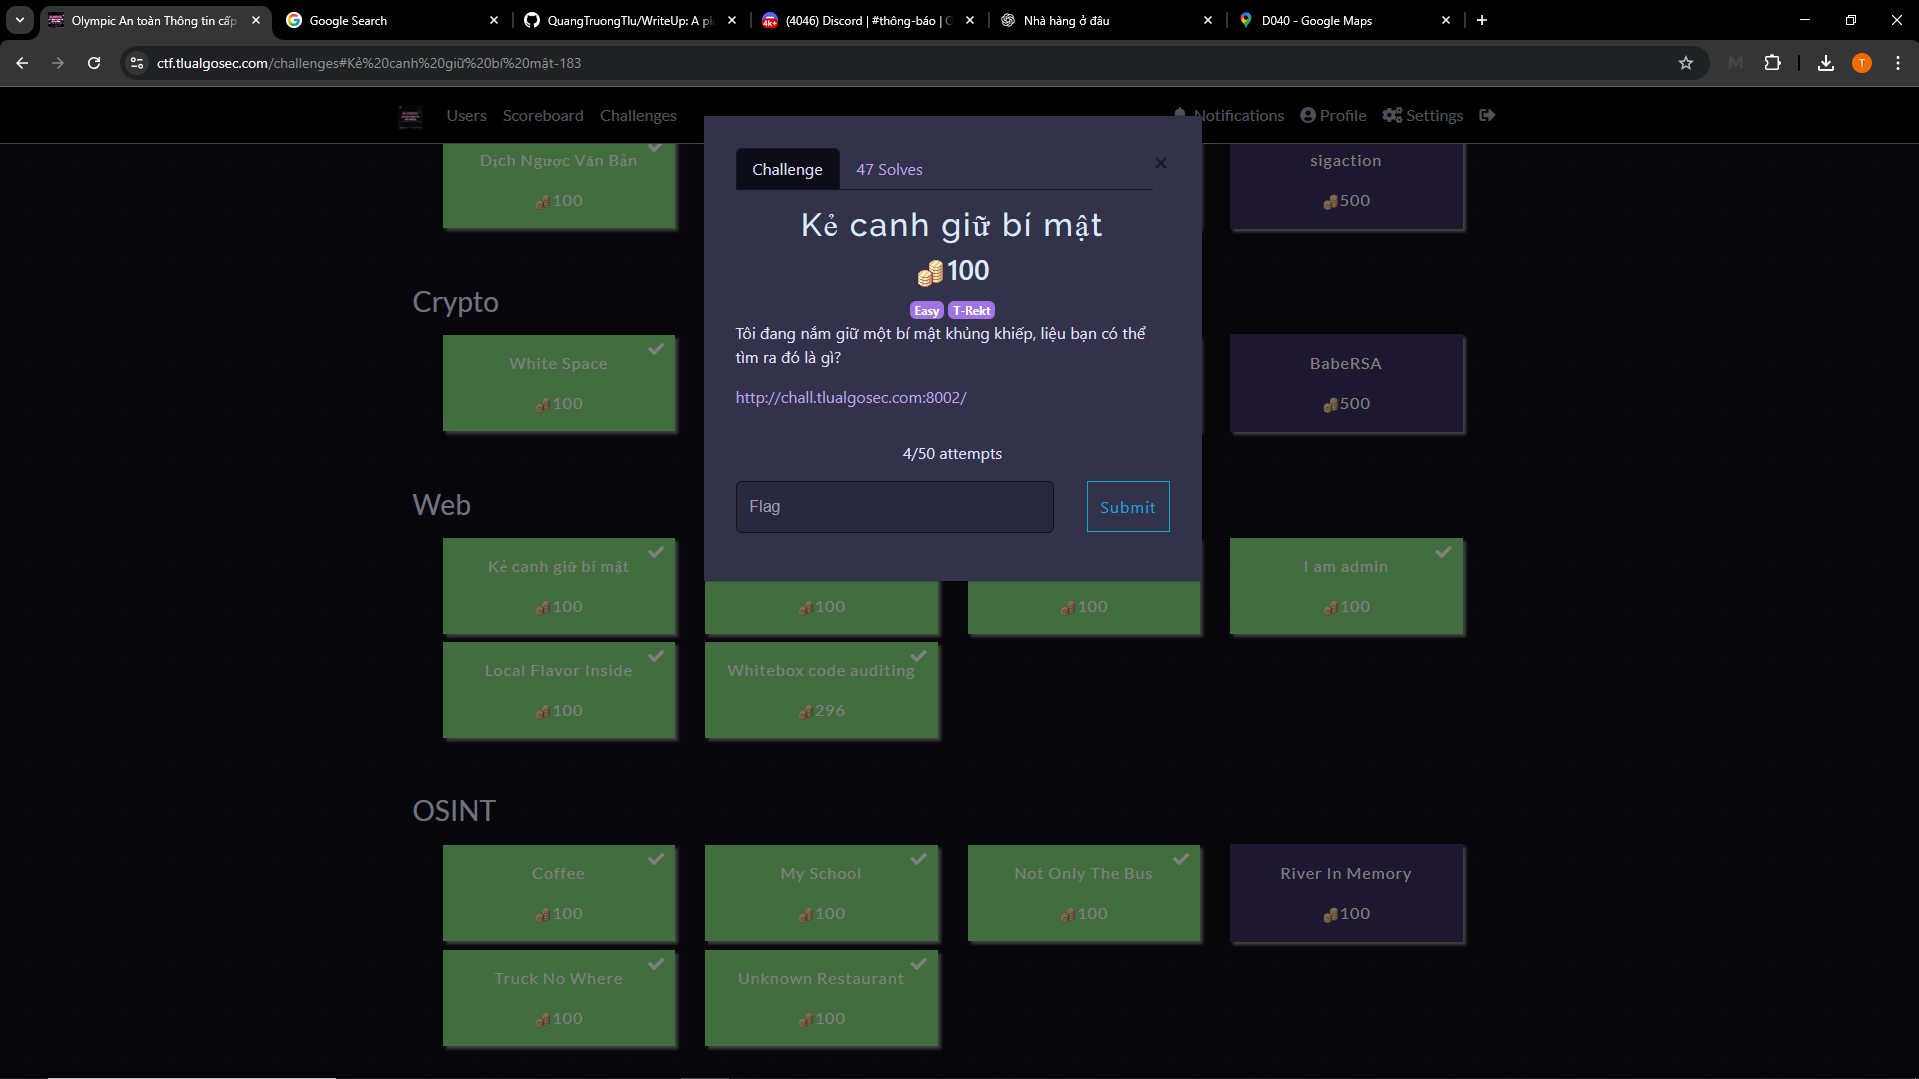 Olympic An toàn Thông tin cấp
Google Search
QuangTruongTlu/WriteUp: A pl
(4046) Discord | #thông-báo | C
Nhà hàng ở đâu
D040 - Google Maps
ctf.tlualgosec.com/challenges#Kẻ%20canh%20giữ%20bí%20mật-183
T
Users
Scoreboard
Challenges
Notifications
Profile
Settings
Dịch Ngược Văn Bản
100
sigaction
500
Challenge
47 Solves
Kẻ canh giữ bí mật
100
Easy
T-Rekt
Tôi đang nắm giữ một bí mật khủng khiếp, liệu bạn có thể
tìm ra đó là gì?
http://chall.tlualgosec.com:8002/
4/50 attempts
Flag
Submit
Crypto
White Space
100
BabeRSA
500
Web
Kẻ canh giữ bí mật
100
100
100
I am admin
100
Local Flavor Inside
100
Whitebox code auditing
296
OSINT
Coffee
100
My School
100
Not Only The Bus
100
River In Memory
100
Truck No Where
100
Unknown Restaurant
100